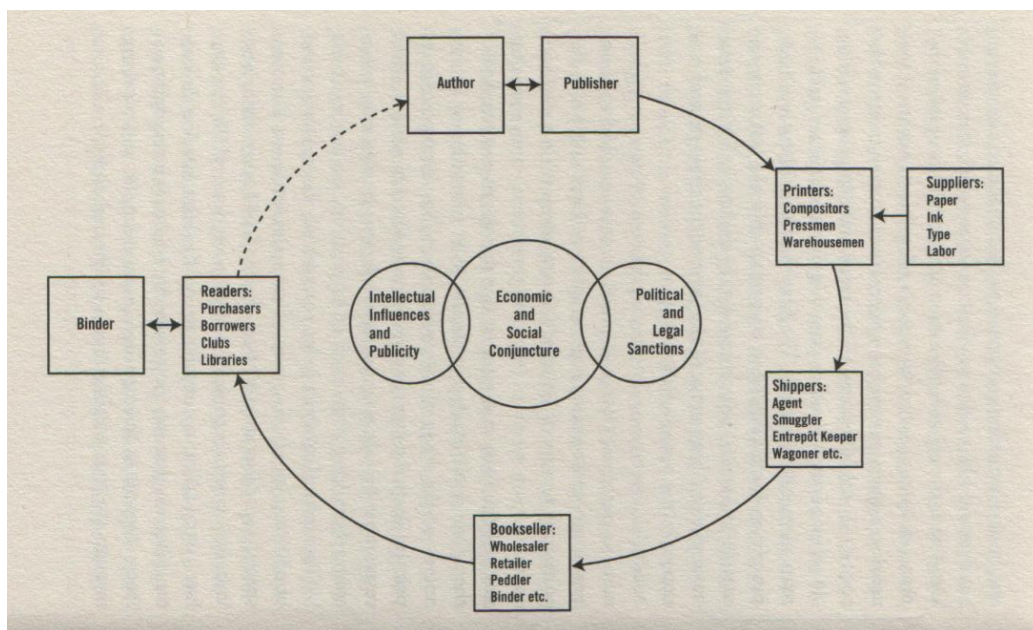 Author
Publisher
Printers:
Compositors
Pressmen
Warehousemen
Suppliers:
Paper
Ink
Type
Labor
Binder
Readers:
Purchasers
Borrowers
Clubs
Libraries
Intellectual
Influences
and
Publicity
Economic
and
Social
Conjuncture
Political
and
Legal
Sanctions
Shippers:
Agent
Smuggler
Entrepôt Keeper
Wagoner etc.
Bookseller:
Wholesaler
Retailer
Peddler
Binder etc.